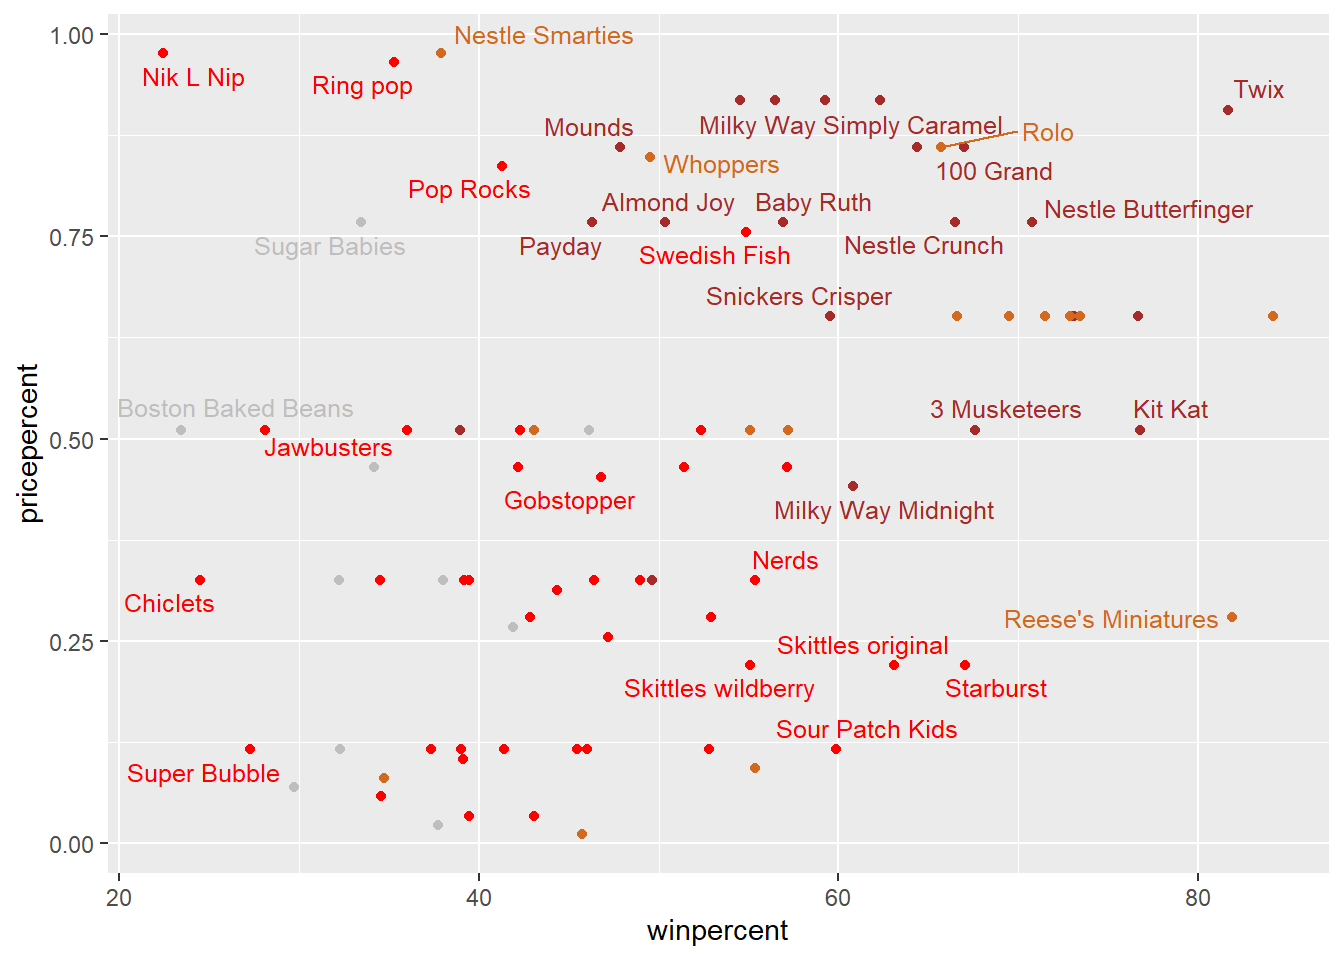 1.00
Nestle Smarties
Nik L Nip
Ring pop
Twix
Mounds
Milky Way Simply Caramel
Rolo
Whoppers
100 Grand
Pop Rocks
Almond Joy
Baby Ruth
Nestle Butterfinger
0.75
Sugar Babies
Payday
Swedish Fish
Nestle Crunch
Snickers Crisper
pricepercent
Boston Baked Beans
3 Musketeers
Kit Kat
0.50
Jawbusters
Gobstopper
Milky Way Midnight
Nerds
Chiclets
Reese's Miniatures
0.25
Skittles original
Skittles wildberry
Starburst
Sour Patch Kids
Super Bubble
0.00
20
40
60
80
winpercent